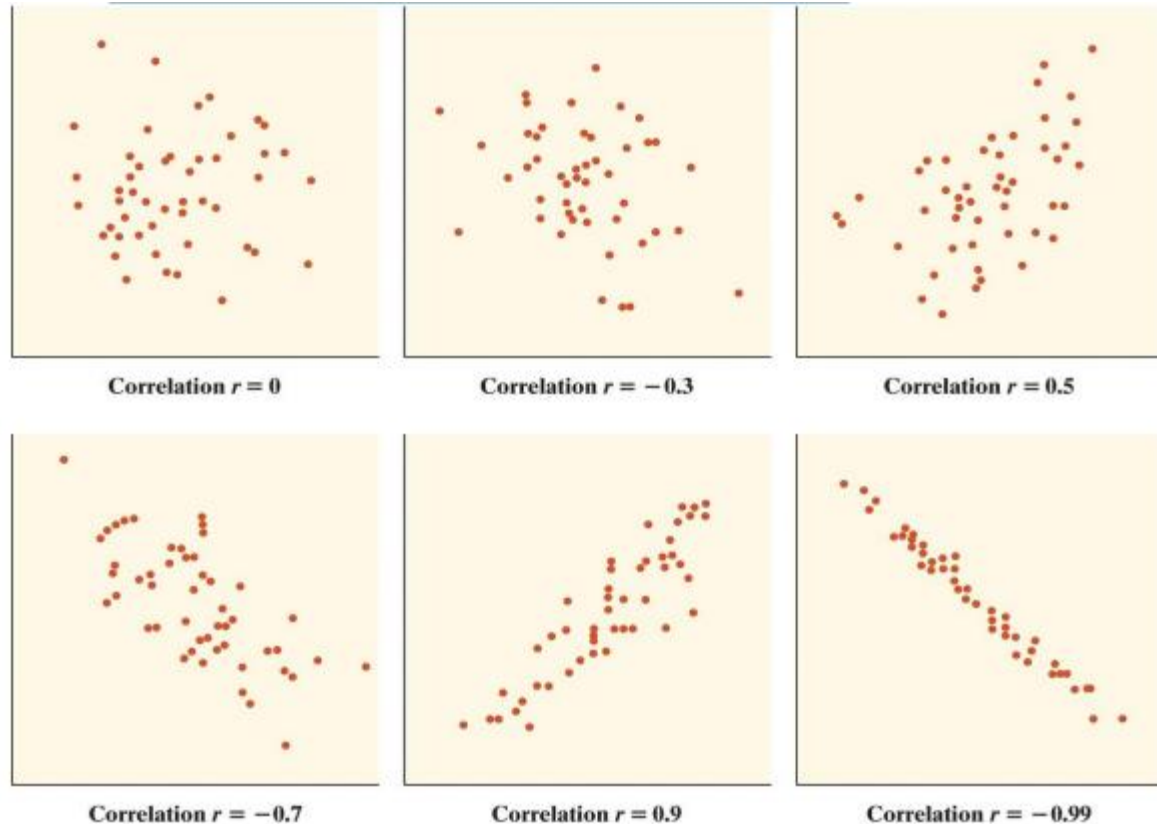 Correlation r = 0
Correlation r = −0.3
Correlation r = 0.5
Correlation r = −0.7
Correlation r = 0.9
Correlation r = −0.99